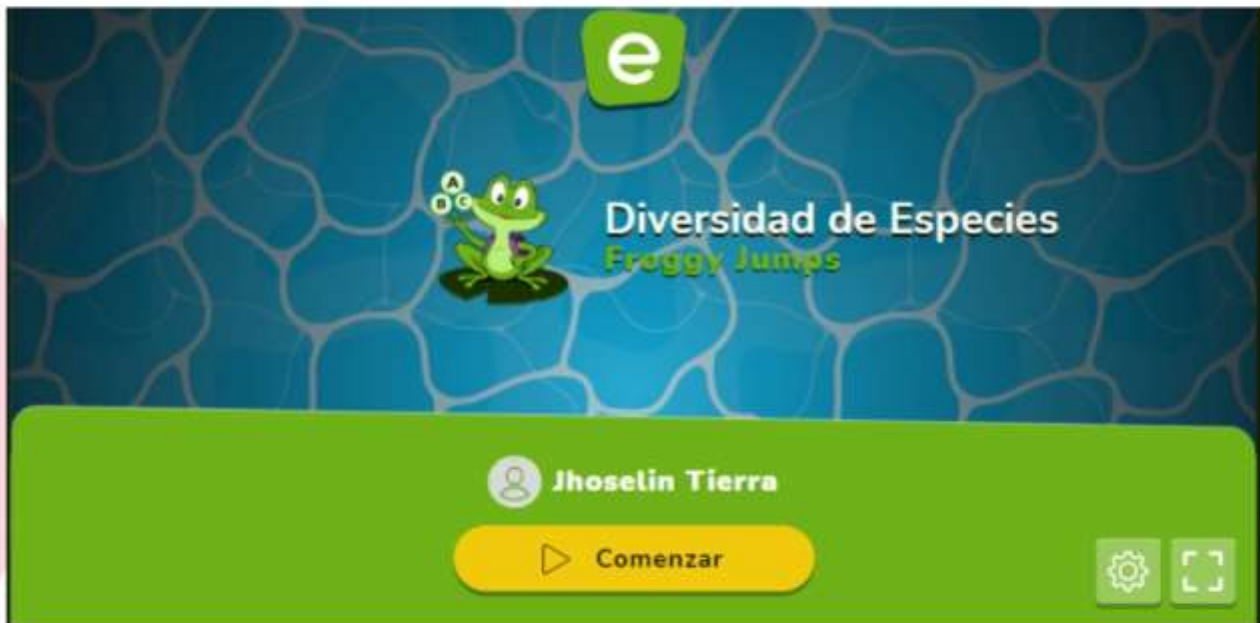 e
A
B C
Diversidad de Especies
Froggy Jumps
Jhoselin Tierra
Comenzar